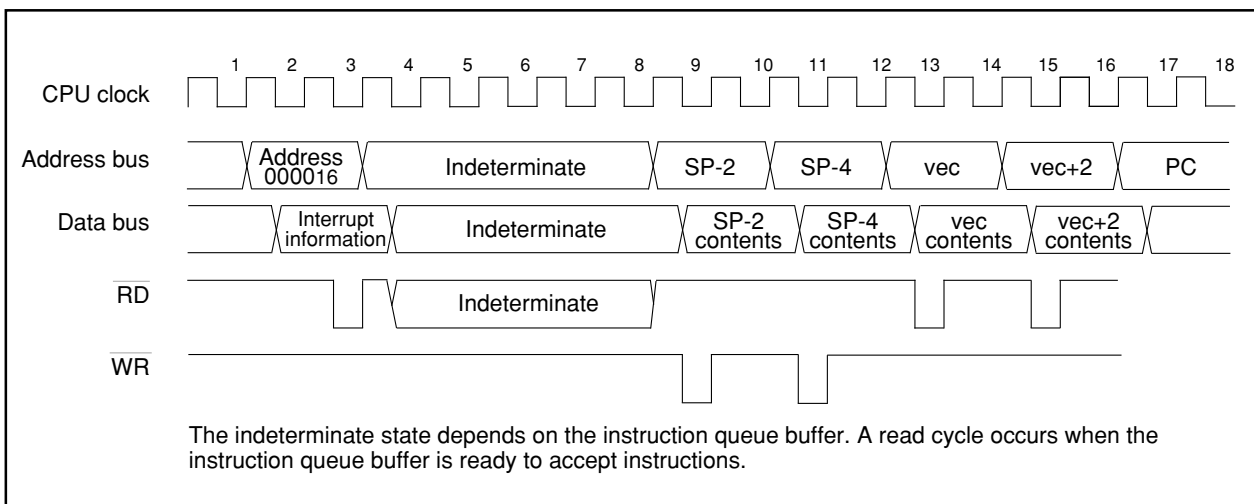 1 2 3 4 5 6 7 8 9 10 11 12 13 14 15 16 17 18
CPU clock
Address bus
Address
000016
Indeterminate
SP-2
SP-4
vec
vec+2
PC
Data bus
Interrupt
information
Indeterminate
SP-2
contents
SP-4
contents
vec
contents
vec+2
contents
RD
Indeterminate
WR
The indeterminate state depends on the instruction queue buffer. A read cycle occurs when the
instruction queue buffer is ready to accept instructions.